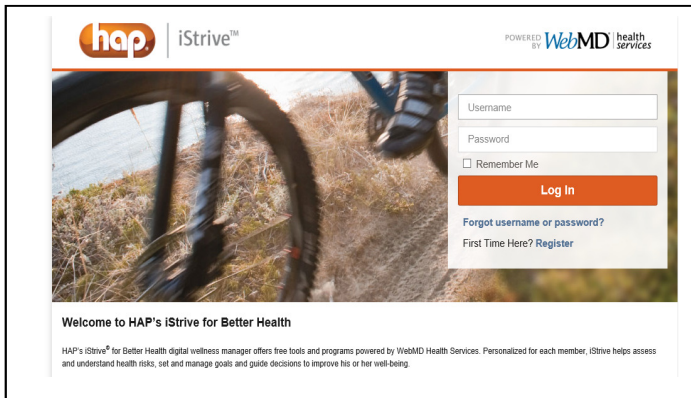 hap. iStrive™
POWERED BY WebMD health services
Username
Password
Remember Me
Log In
Forgot username or password?
First Time Here? Register
Welcome to HAP's iStrive for Better Health
HAP's iStrive® for Better Health digital wellness manager offers free tools and programs powered by WebMD Health Services. Personalized for each member, iStrive helps assess
and understand health risks, set and manage goals and guide decisions to improve his or her well-being.